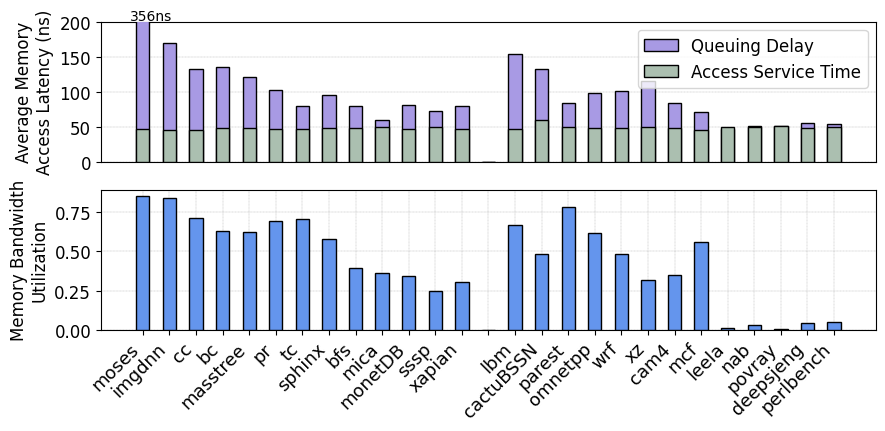 356ns
Average Memory
Access Latency (ns)
200
150
100
50
0
Queuing Delay
Access Service Time
Memory Bandwidth
Utilization
0.75
0.50
0.25
0.00
moses
imgdnn
cc
bc
masstree
pr
tc
sphinx
bfs
mica
monetDB
sssp
xapian
lbm
cactuBSSN
parest
omnetpp
wrf
xz
cam4
mcf
leela
nab
povray
deepsjeng
perlbench